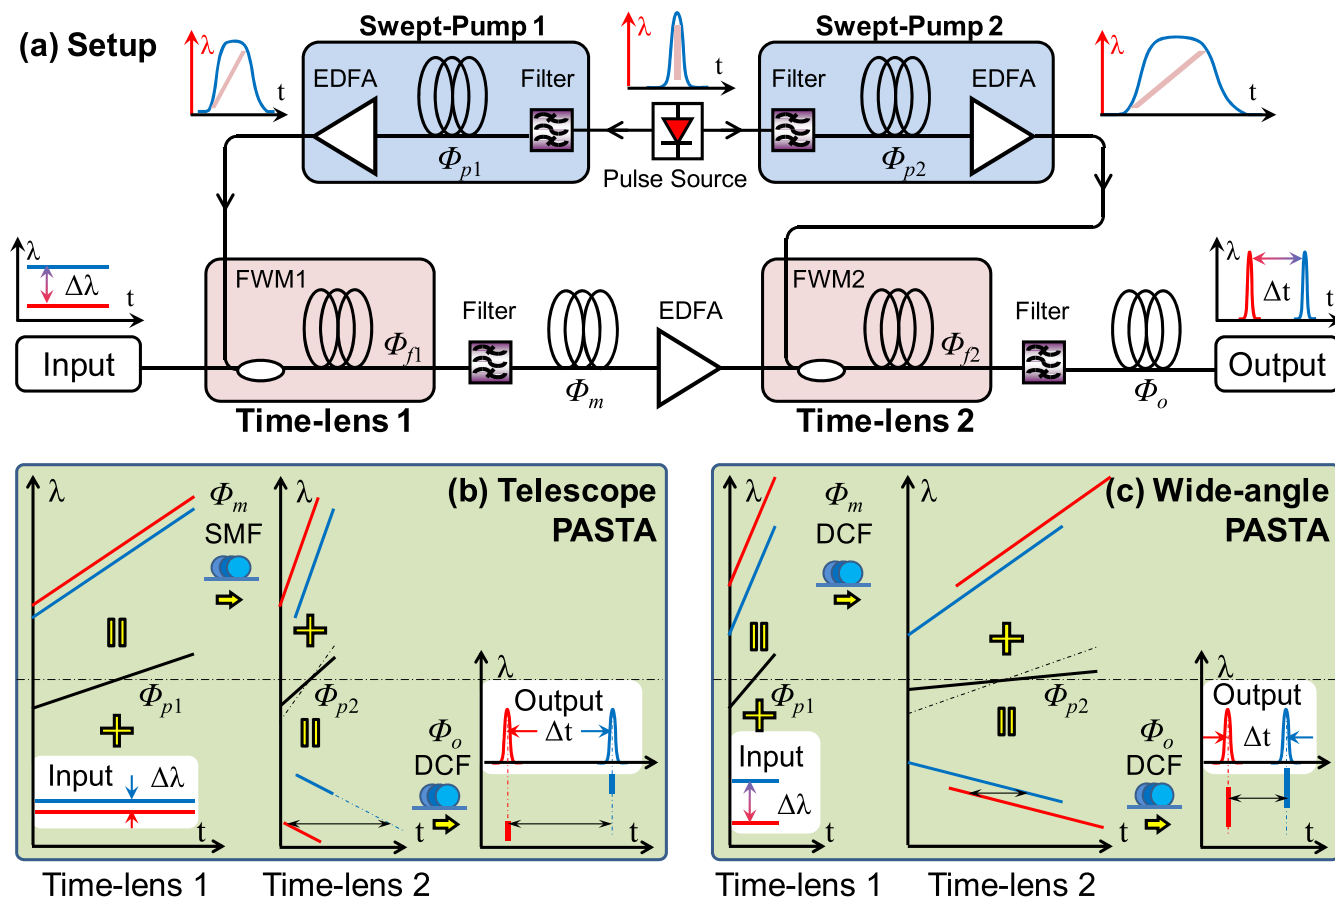 (a) Setup
Swept-Pump 1
Swept-Pump 2
λ
t
EDFA
Filter
Φp1
λ
t
Pulse Source
Filter
EDFA
Φp2
λ
t
λ
Δλ
t
Input
FWM1
Φf1
Time-lens 1
Filter
Φm
EDFA
FWM2
Φf2
Time-lens 2
Filter
Φo
λ
Δt
t
Output
(b) Telescope
PASTA
λ
Φm
SMF
λ
Φp1
Φp2
Input
Δλ
t
t
Φo
DCF
λ
Output
Δt
t
Time-lens 1
Time-lens 2
(c) Wide-angle
PASTA
λ
Φm
DCF
λ
Φp1
Φp2
Input
Δλ
t
t
Φo
DCF
λ
Output
Δt
t
Time-lens 1
Time-lens 2